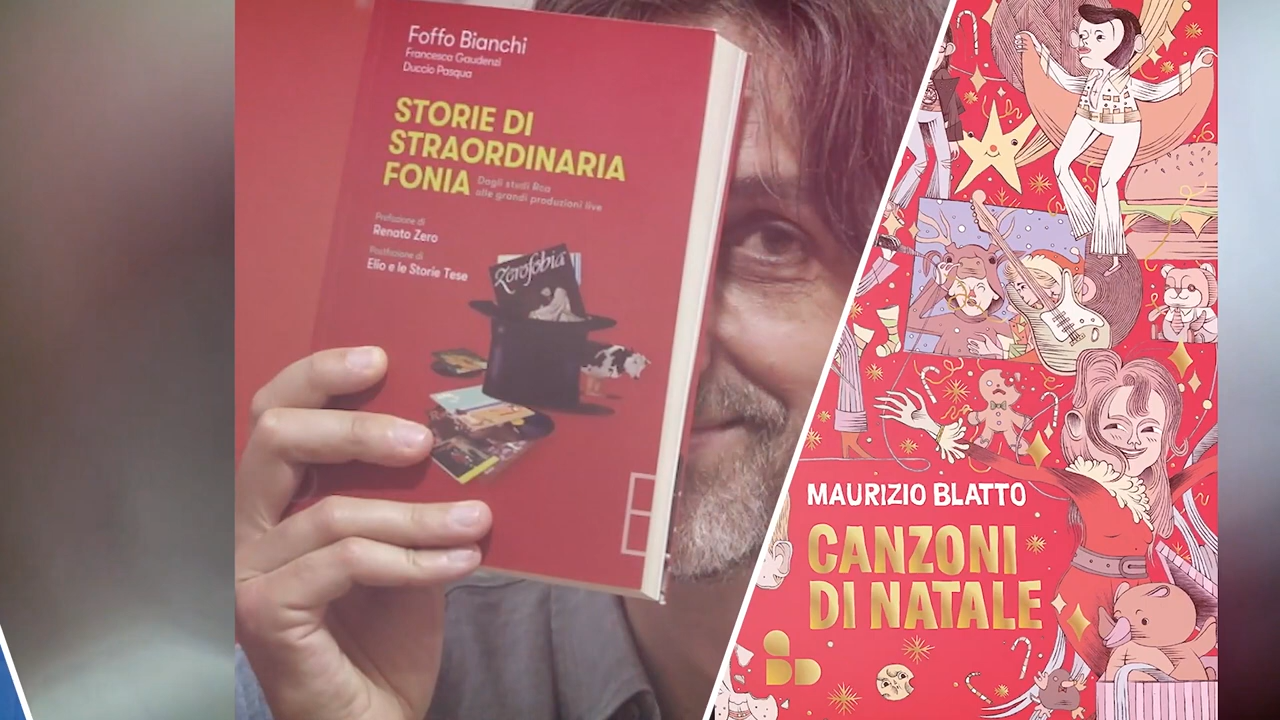 Foffo Bianchi
Francesco Gaudenzi
Duccio Pasqua
STORIE DI
STRAORDINARIA
FONIA
Dagli studi Rca
alle grandi produzioni live
Prefazione di
Renato Zero
Postfazione di
Elio e le Storie Tese
Zerofobia
MAURIZIO BLATTO
CANZONI
DI NATALE